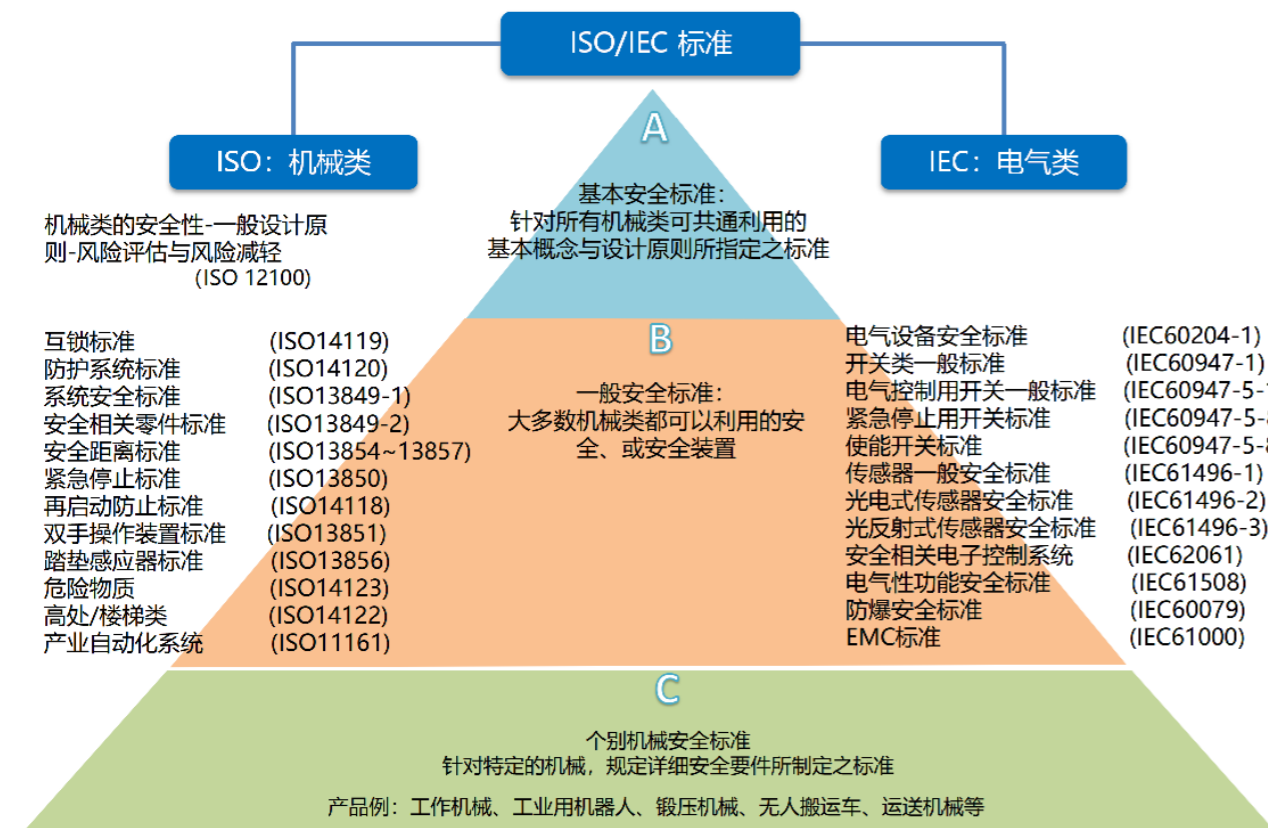 ISO/IEC 标准
ISO：机械类
IEC：电气类
A
基本安全标准：
针对所有机械类可共通利用的
基本概念与设计原则所指定之标准
机械类的安全性-一般设计原
则-风险评估与风险减轻
(ISO 12100)
互锁标准 (ISO14119)
防护系统标准 (ISO14120)
系统安全标准 (ISO13849-1)
安全相关零件标准 (ISO13849-2)
安全距离标准 (ISO13854~13857)
紧急停止标准 (ISO13850)
再启动防止标准 (ISO14118)
双手操作装置标准 (ISO13851)
踏垫感应器标准 (ISO13856)
危险物质 (ISO14123)
高处/楼梯类 (ISO14122)
产业自动化系统 (ISO11161)
B
一般安全标准：
大多数机械类都可以利用的安
全、或安全装置
电气设备安全标准 (IEC60204-1)
开关类一般标准 (IEC60947-1)
电气控制用开关一般标准 (IEC60947-5-1
紧急停止用开关标准 (IEC60947-5-
使能开关标准 (IEC60947-5-8
传感器一般安全标准 (IEC61496-1)
光电式传感器安全标准 (IEC61496-2)
光反射式传感器安全标准 (IEC61496-3)
安全相关电子控制系统 (IEC62061)
电气性功能安全标准 (IEC61508)
防爆安全标准 (IEC60079)
EMC标准 (IEC61000)
C
个别机械安全标准
针对特定的机械，规定详细安全要件所制定之标准
产品例：工作机械、工业用机器人、锻压机械、无人搬运车、运送机械等